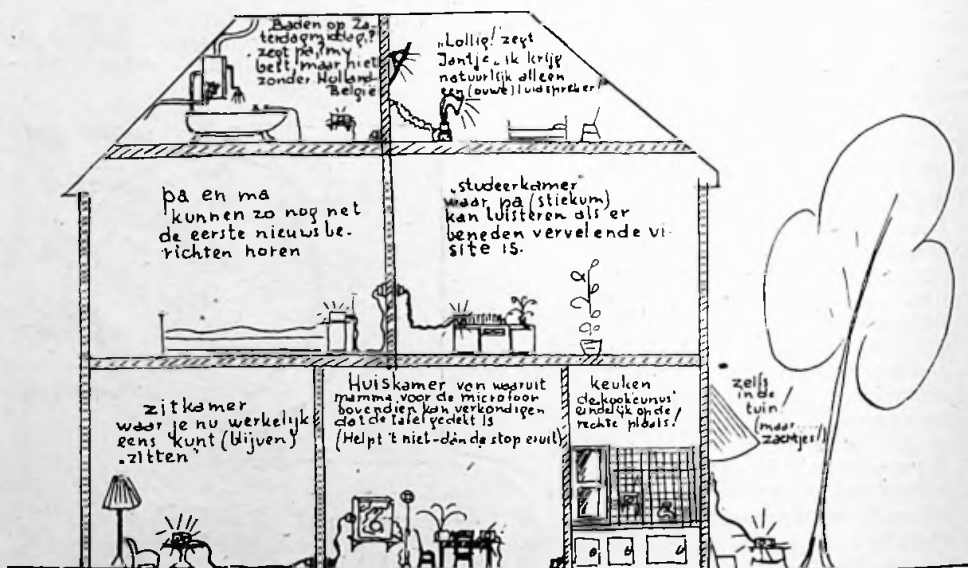 „Baden op Za-
terdagmiddag?
zegt pa, my
best, maar niet
zonder Holland-
België
„Lollig! zegt
Jantje „ik krijg
natuurlijk alleen
een (ouwe) luidspreker!
pa en ma
kunnen zo nog net
de eerste nieuwsbe-
richten horen
„studeerkamer”
waar pa (stiekum)
kan luisteren als er
beneden vervelende vi-
site is.
zitkamer
waar je nu werkelijk
eens kunt (blijven)
„zitten”
Huiskamer van waaruit
mamma voor de microfoon
bovendien kan verkondigen
dat de tafel gedekt is
(Helpt 't niet-dan de stop eruit)
keuken
de kookcursus
eindelijk op de
rechte plaats!
zelfs
in de
tuin!
(maar....
zachtjes!)